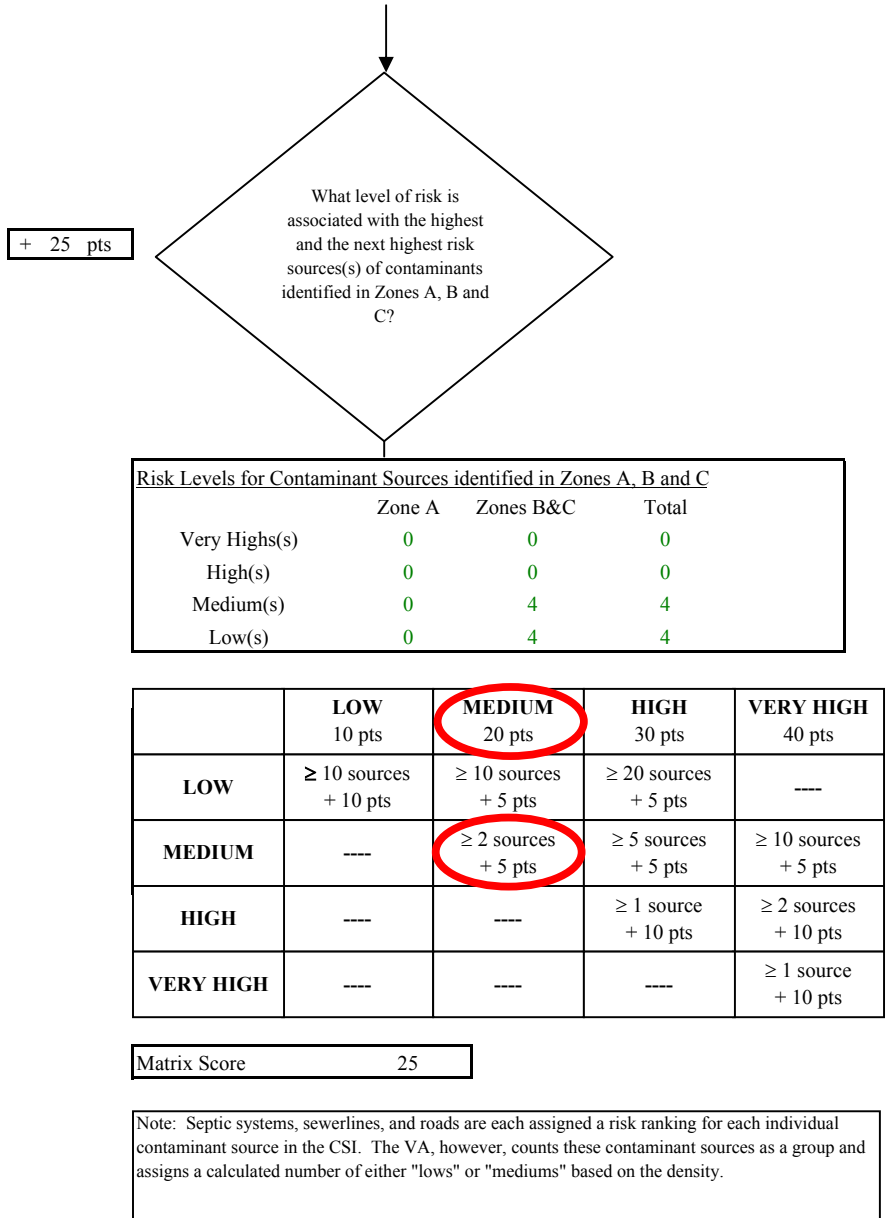 What level of risk is
associated with the highest
and the next highest risk
sources(s) of contaminants
identified in Zones A, B and
C?
+ 25 pts
Risk Levels for Contaminant Sources identified in Zones A, B and C
Zone A Zones B&C Total
Very Highs(s) 0 0 0
High(s) 0 0 0
Medium(s) 0 4 4
Low(s) 0 4 4
LOW MEDIUM HIGH VERY HIGH
10 pts 20 pts 30 pts 40 pts
LOW ≥ 10 sources ≥ 10 sources ≥ 20 sources ----
+ 10 pts + 5 pts + 5 pts
MEDIUM ---- ≥ 2 sources ≥ 5 sources ≥ 10 sources
+ 5 pts + 5 pts + 5 pts
HIGH ---- ---- ≥ 1 source ≥ 2 sources
+ 10 pts + 10 pts
VERY HIGH ---- ---- ---- ≥ 1 source
+ 10 pts
Matrix Score 25
Note: Septic systems, sewerlines, and roads are each assigned a risk ranking for each individual
contaminant source in the CSI. The VA, however, counts these contaminant sources as a group and
assigns a calculated number of either "lows" or "mediums" based on the density.